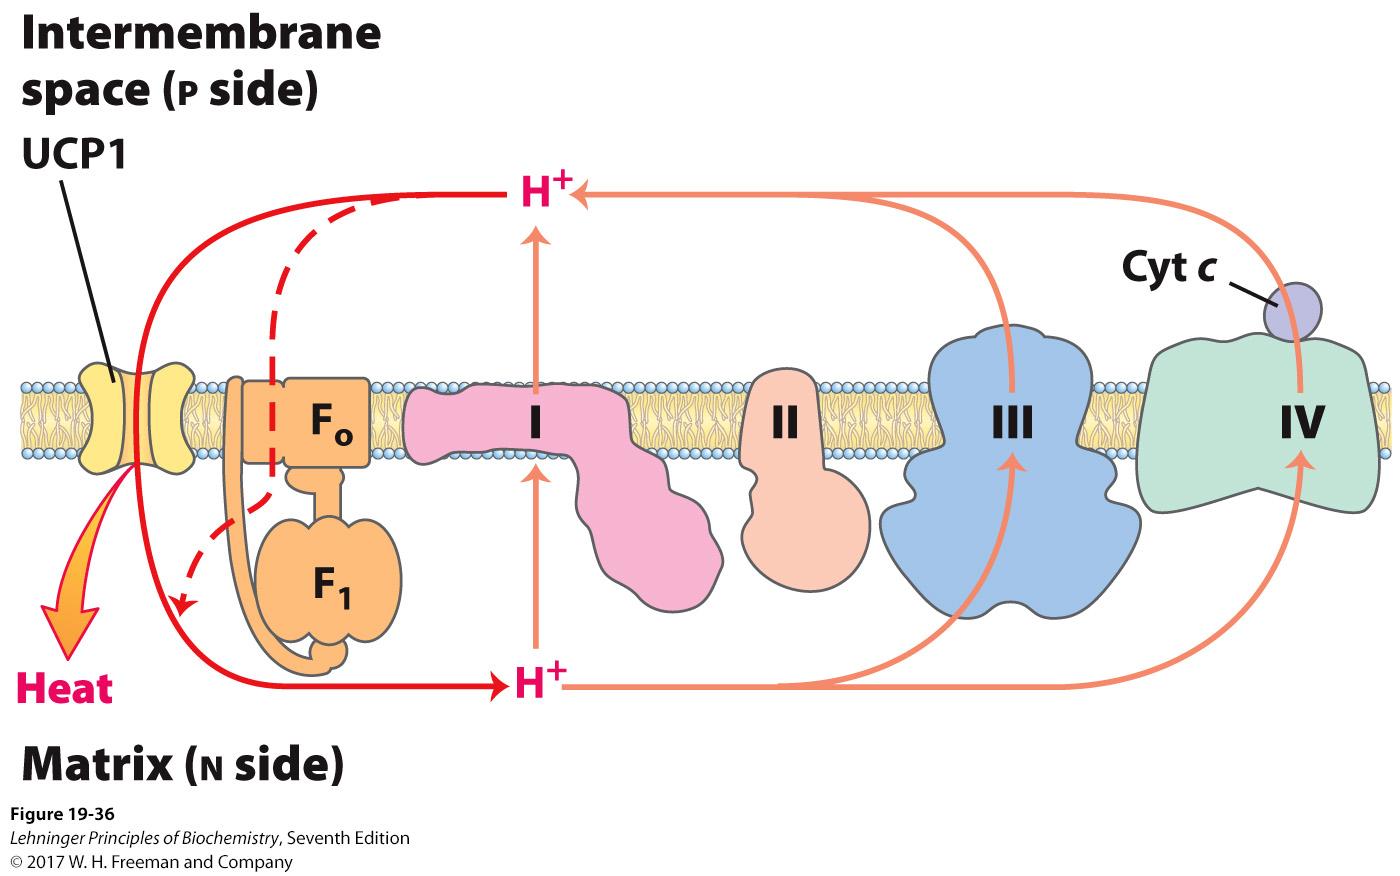 Intermembrane
space (P side)
UCP1
H+
Cyt c
Fo
I
II
III
IV
F1
Heat
H+
Matrix (N side)
Figure 19-36
Lehninger Principles of Biochemistry, Seventh Edition
© 2017 W. H. Freeman and Company